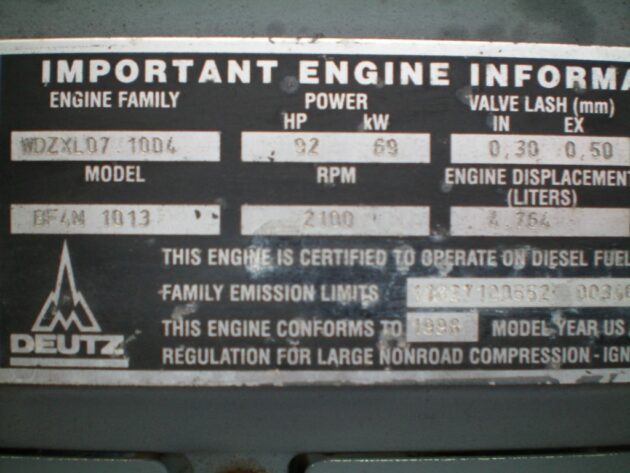 IMPORTANT ENGINE INFORMA
ENGINE FAMILY POWER VALVE LASH (mm)
HP kW IN EX
WDZXL07 1004 92 69 0,30 0,50
MODEL RPM ENGINE DISPLACEMENT
(LITERS)
BF4M 1013 2100 4.764
THIS ENGINE IS CERTIFIED TO OPERATE ON DIESEL FUEL
FAMILY EMISSION LIMITS
THIS ENGINE CONFORMS TO 1998 MODEL YEAR US
DEUTZ
REGULATION FOR LARGE NONROAD COMPRESSION-IGN